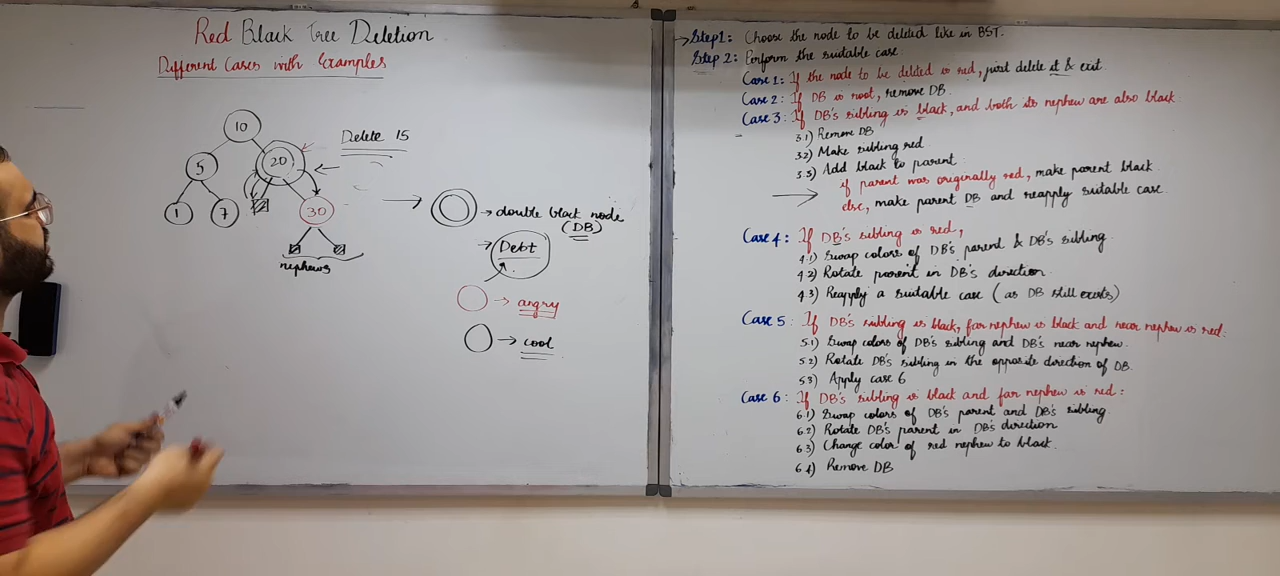 Red Black Tree Deletion
Different Cases with Examples
10
5
20
1
7
30
nephews
Delete 15
double black node
(DB)
Debt
angry
cool
Step1: Choose the node to be deleted like in BST.
Step 2: Perform the suitable case.
Case 1: If the node to be deleted is red, just delete it & exit
Case 2: If DB is root, remove DB.
Case 3: If DB's sibling is black, and both its nephew are also black
3.1) Remove DB
3.2) Make sibling red
3.3) Add black to parent
if parent was originally red, make parent black
else, make parent DB and reapply suitable case
Case 4: If DB's sibling is red,
4.1) Swap colors of DB's parent & DB's sibling
4.2) Rotate parent in DB's direction
4.3) Reapply a suitable case (as DB still exists)
Case 5: If DB's sibling is black, far nephew is black and near nephew is red.
5.1) Swap colors of DB's sibling and DB's near nephew.
5.2) Rotate DB's sibling in the opposite direction of DB.
5.3) Apply case 6
Case 6: If DB's sibling is black and far nephew is red:
6.1) Swap colors of DB's parent and DB's sibling
6.2) Rotate DB's parent in DB's direction
6.3) Change color of red nephew to black.
6.4) Remove DB